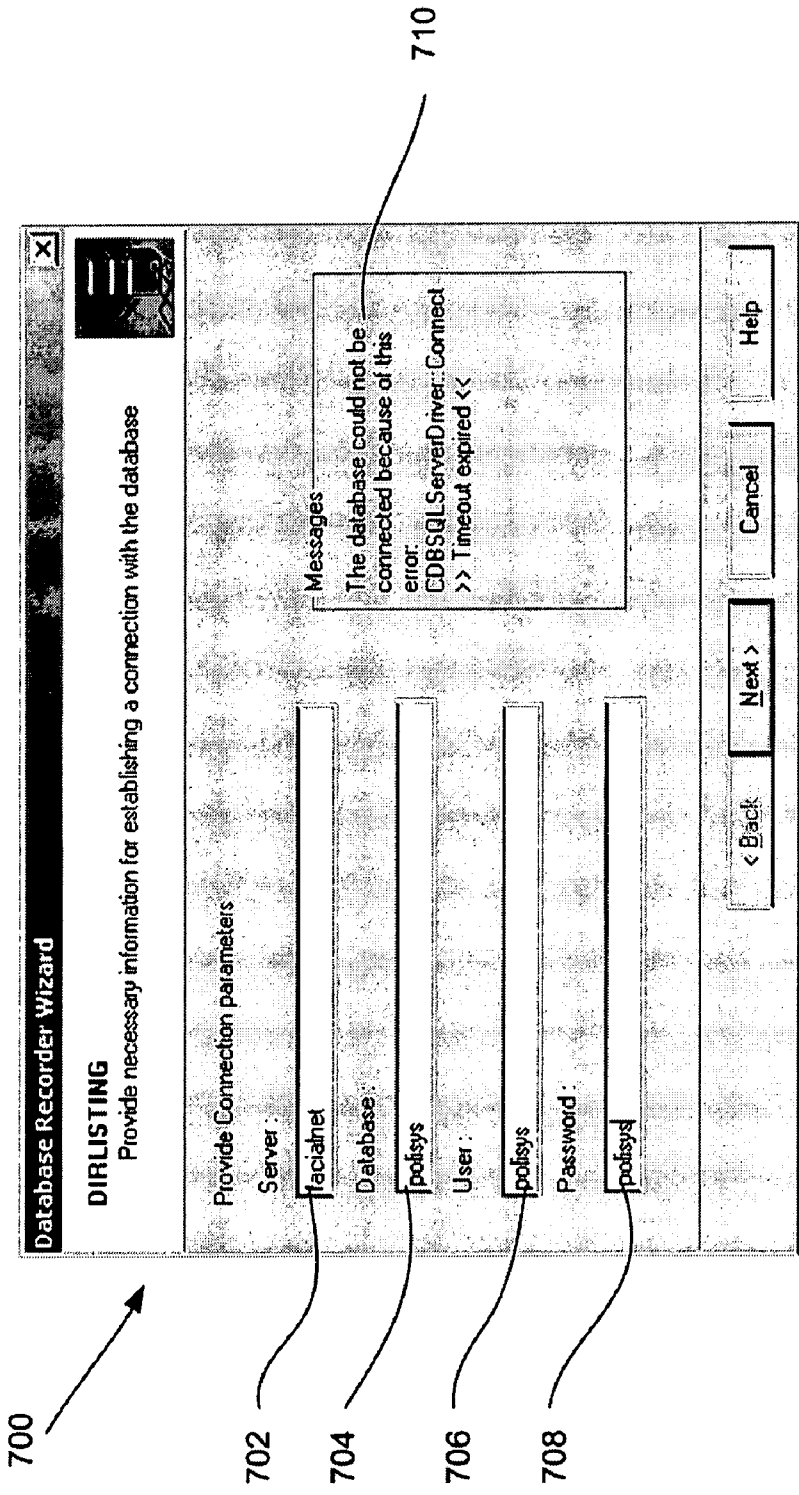 700
Database Recorder Wizard
DIRLISTING
Provide necessary information for establishing a connection with the database
Provide Connection parameters
Server :
facialnet
702
Database :
polisys
704
User :
polisys
706
Password :
polisys
708
Messages
The database could not be
connected because of this
error:
CDBSQLServerDriver::Connect
>> Timeout expired <<
710
< Back
Next >
Cancel
Help